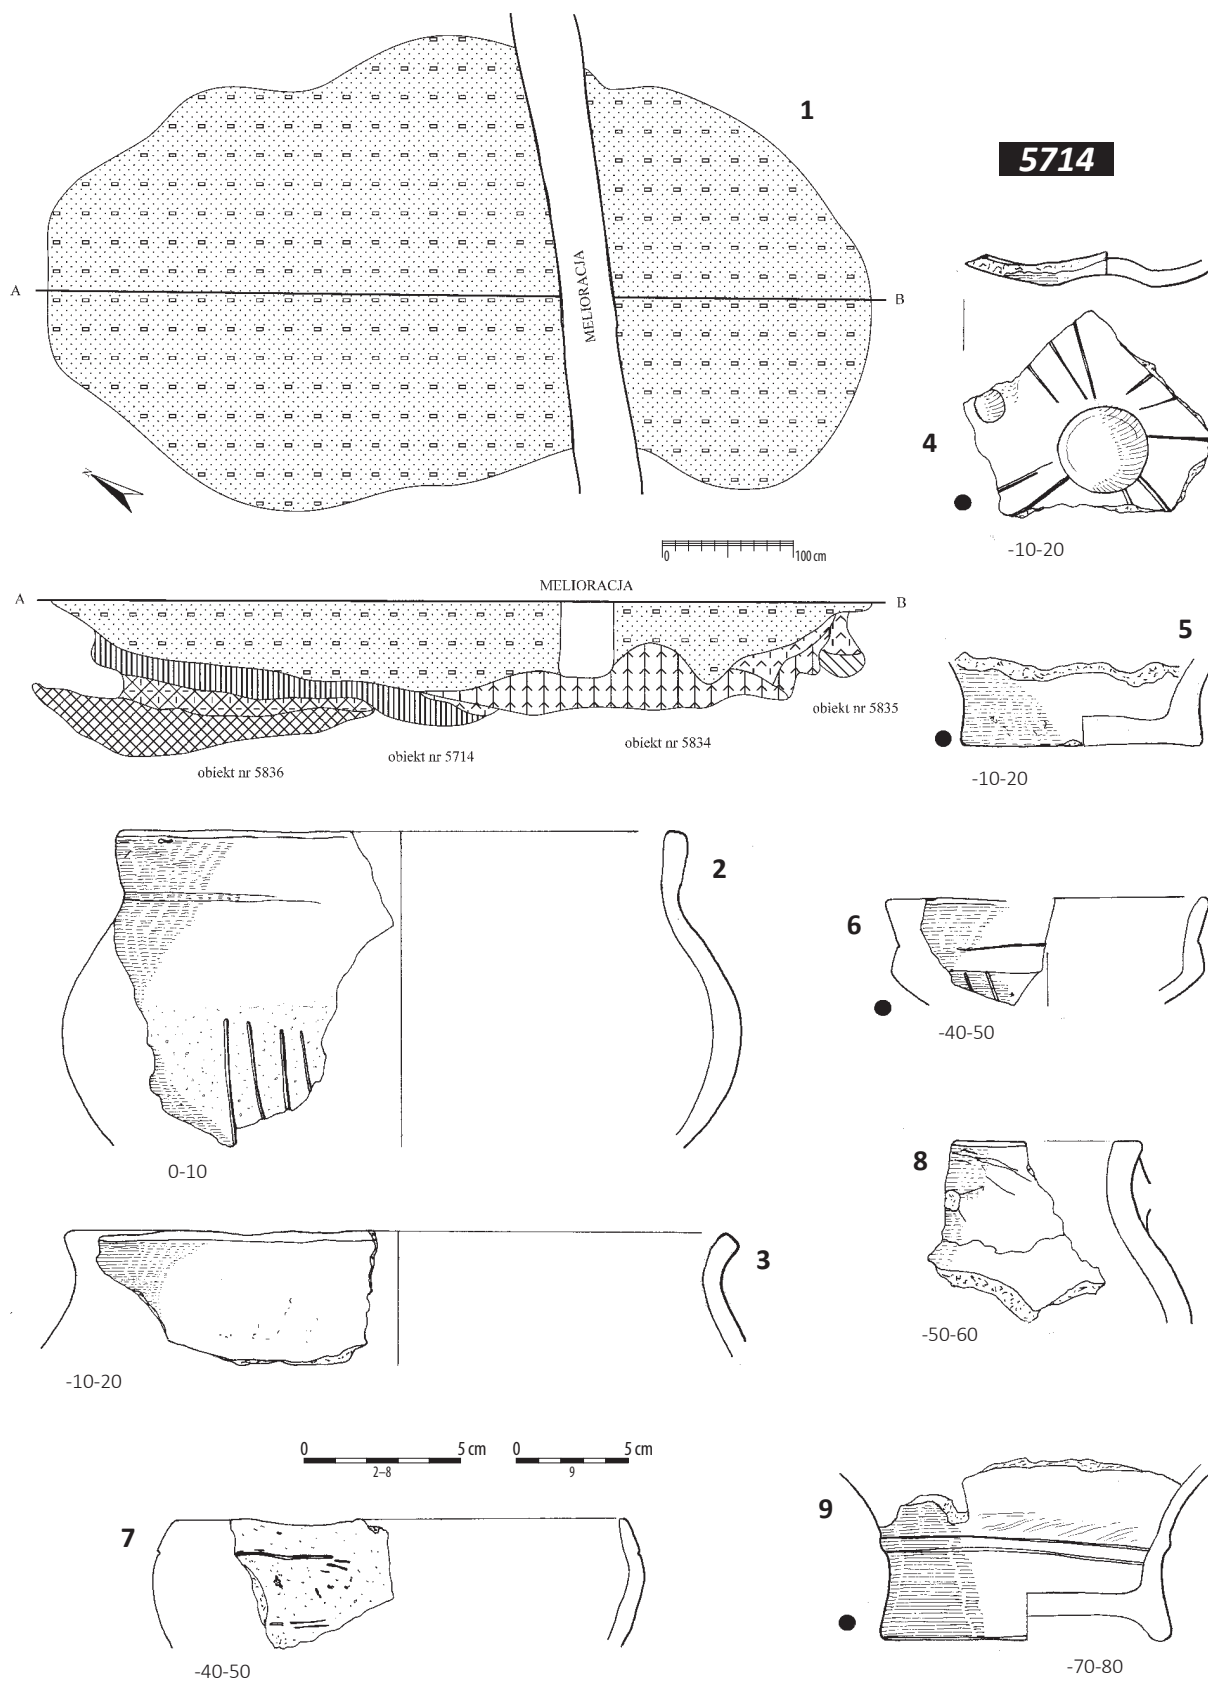 1
5714
A
MELIORACJA
B
N
4
-10-20
0
100 cm
MELIORACJA
A
B
5
-10-20
obiekt nr 5835
obiekt nr 5834
obiekt nr 5714
obiekt nr 5836
2
0-10
6
-40-50
8
-50-60
3
-10-20
0
5 cm
2–8
0
5 cm
9
7
-40-50
9
-70-80